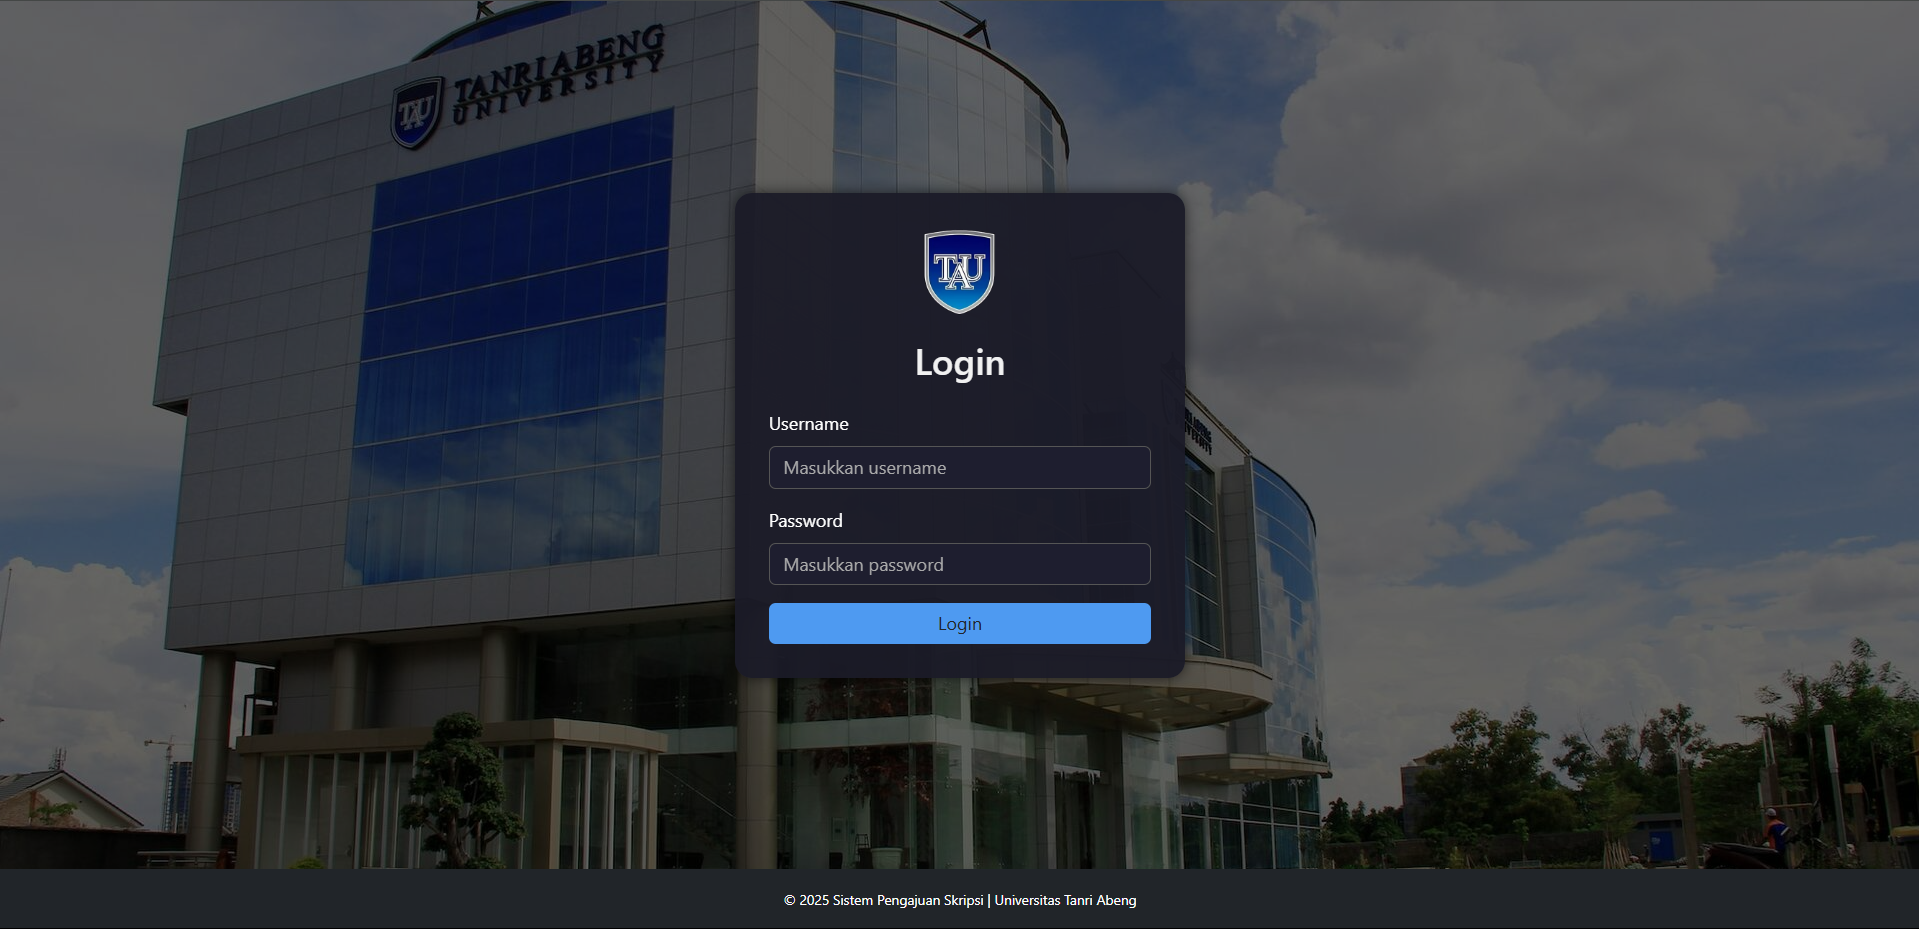 TANRI ABENG
UNIVERSITY
TAU
TAU
Login
Username
Masukkan username
Password
Masukkan password
Login
© 2025 Sistem Pengajuan Skripsi | Universitas Tanri Abeng